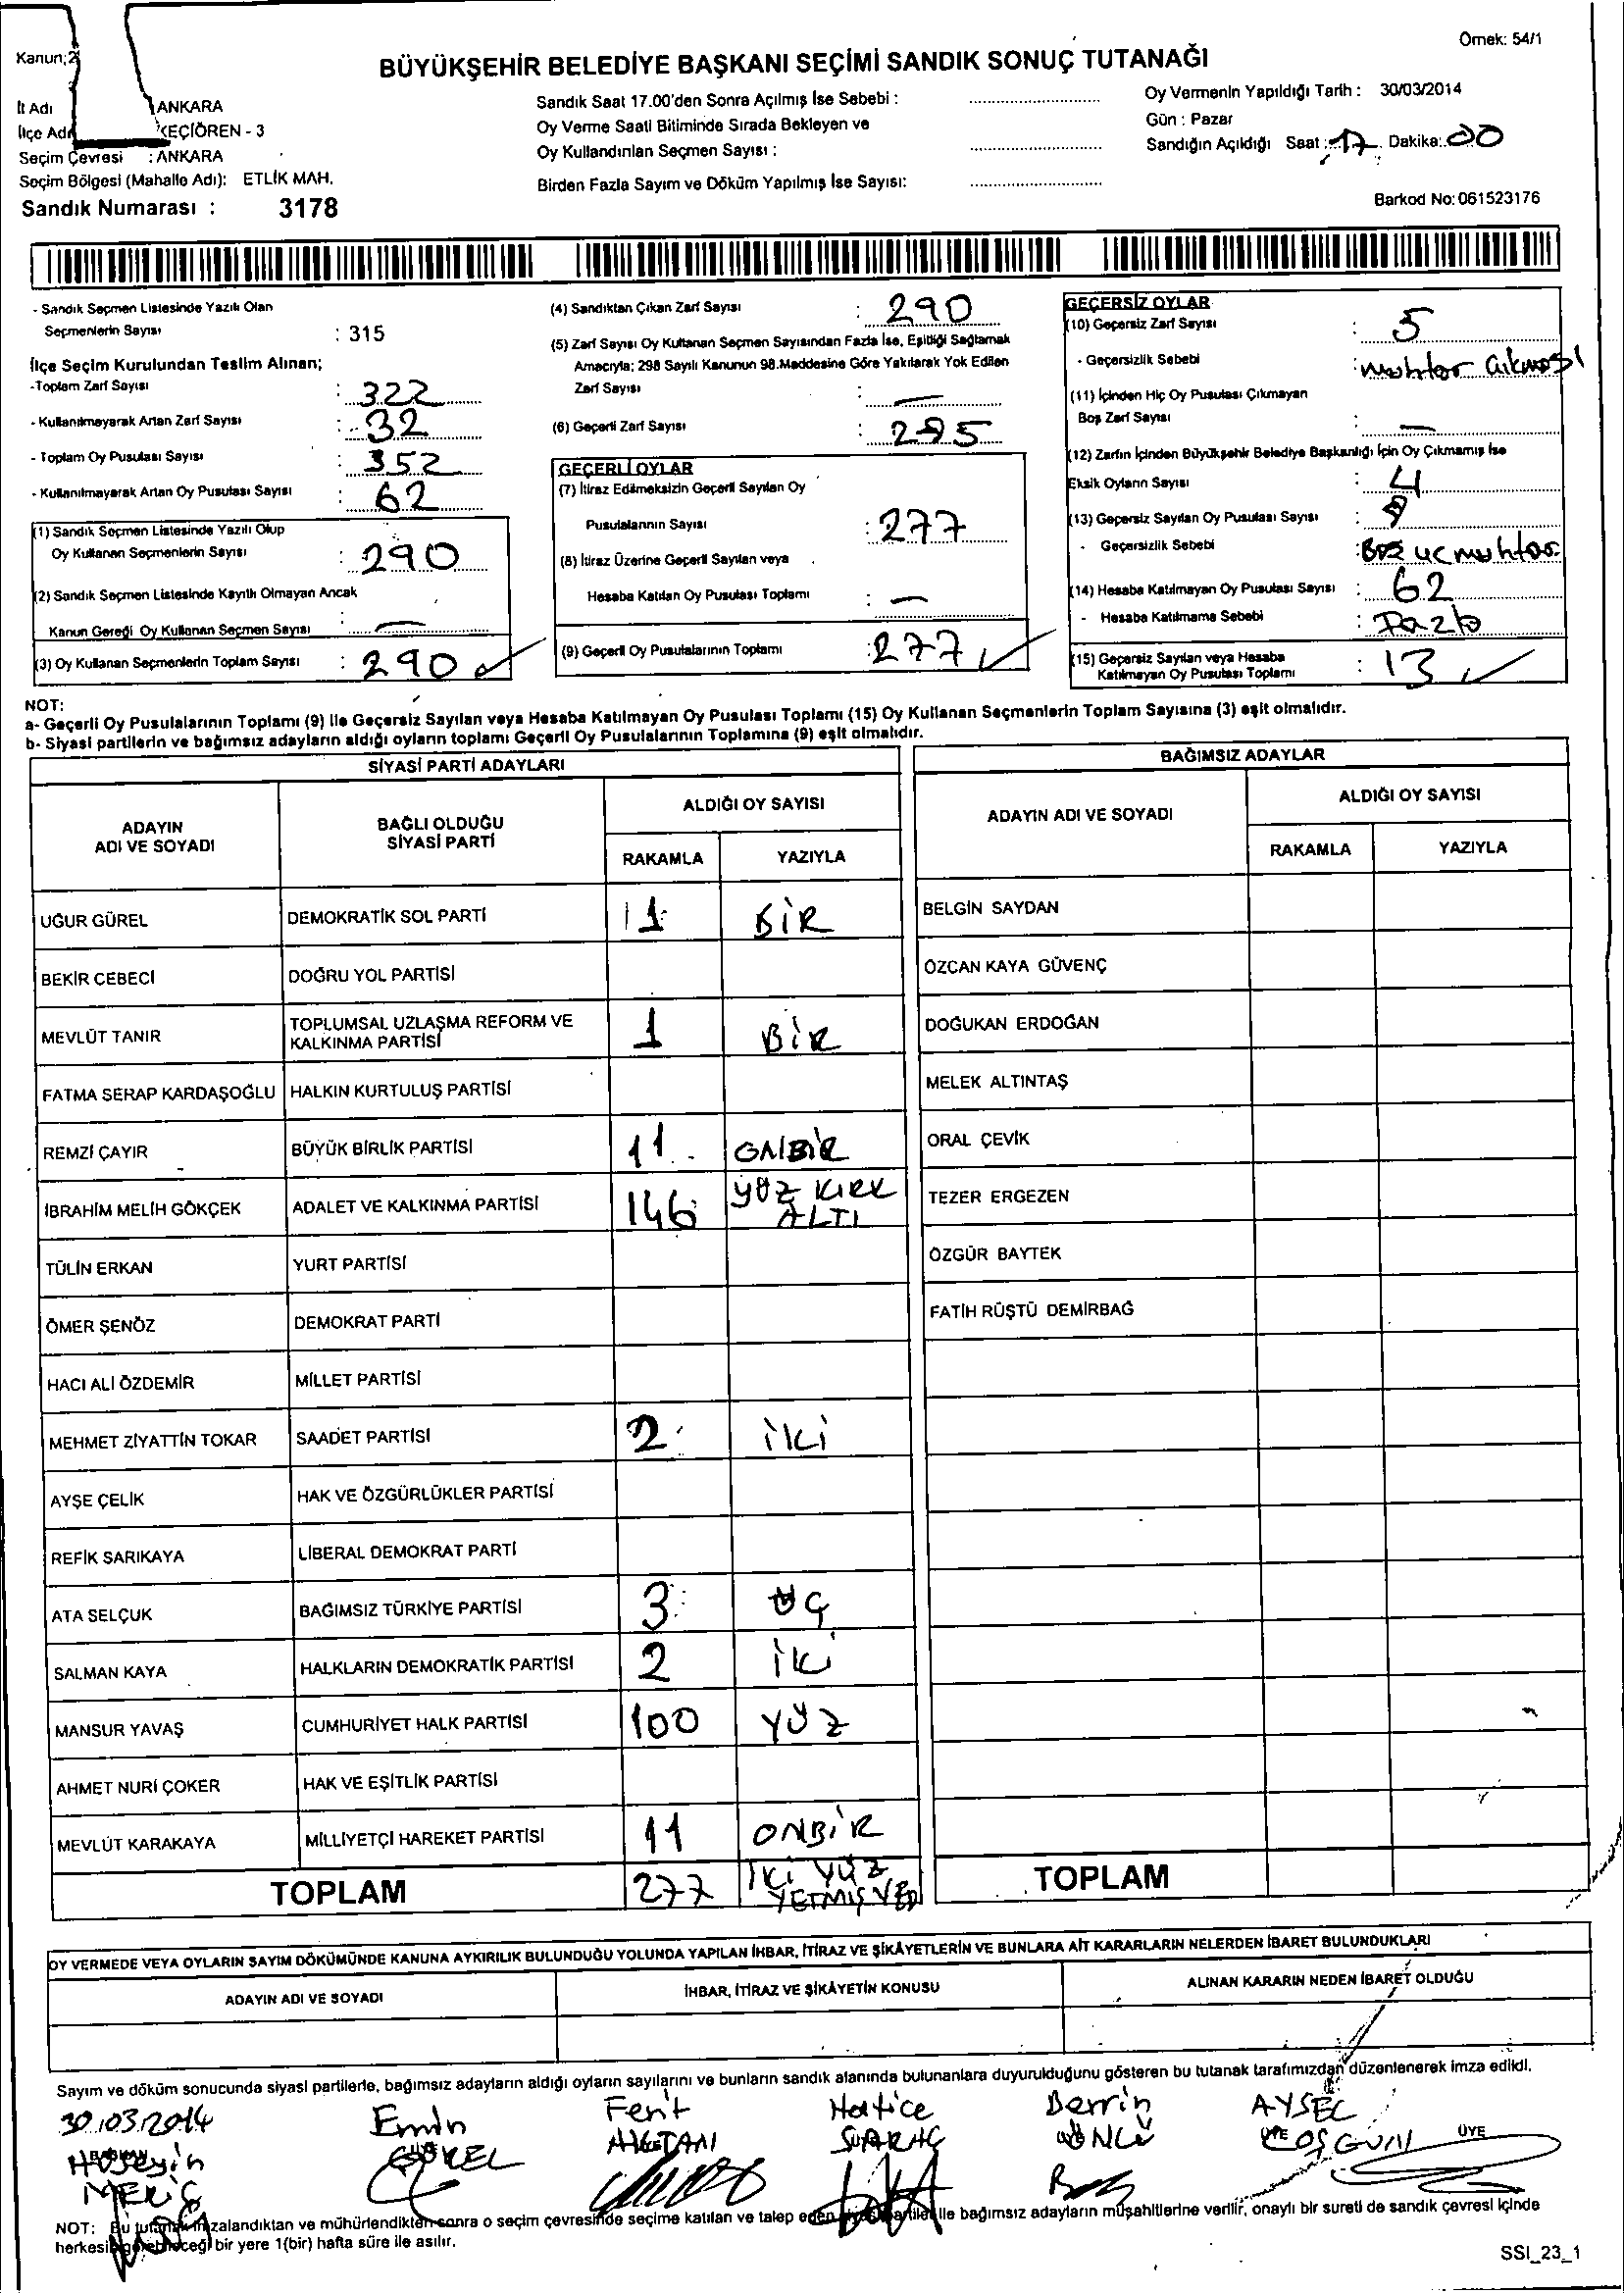 Örnek: 54/1
Kanun;2
BÜYÜKŞEHİR BELEDİYE BAŞKANI SEÇİMİ SANDIK SONUÇ TUTANAĞI
İl Adı ANKARA
İlçe Adı KEÇİÖREN - 3
Seçim Çevresi : ANKARA
Seçim Bölgesi (Mahalle Adı): ETLİK MAH.
Sandık Numarası : 3178
Sandık Saat 17.00'den Sonra Açılmış İse Sebebi :
Oy Verme Saati Bitiminde Sırada Bekleyen ve
Oy Kullandırılan Seçmen Sayısı :
Birden Fazla Sayım ve Döküm Yapılmış İse Sayısı:
Oy Vermenin Yapıldığı Tarih : 30/03/2014
Gün : Pazar
Sandığın Açıldığı Saat : 17 Dakika: 00
Barkod No: 061523176
- Sandık Seçmen Listesinde Yazılı Olan
Seçmenlerin Sayısı : 315
İlçe Seçim Kurulundan Teslim Alınan;
-Toplam Zarf Sayısı : 322
- Kullanılmayarak Artan Zarf Sayısı : 32
- Toplam Oy Pusulası Sayısı : 352
- Kullanılmayarak Artan Oy Pusulası Sayısı : 62
(1) Sandık Seçmen Listesinde Yazılı Olup
Oy Kullanan Seçmenlerin Sayısı : 290
(2) Sandık Seçmen Listesinde Kayıtlı Olmayan Ancak
Kanun Gereği Oy Kullanan Seçmen Sayısı : —
(3) Oy Kullanan Seçmenlerin Toplam Sayısı : 290
(4) Sandıktan Çıkan Zarf Sayısı : 290
(5) Zarf Sayısı Oy Kullanan Seçmen Sayısından Fazla İse, Eşitliği Sağlamak
Amacıyla; 298 Sayılı Kanunun 98.Maddesine Göre Yakılarak Yok Edilen
Zarf Sayısı : —
(6) Geçerli Zarf Sayısı : 285
GEÇERLİ OYLAR
(7) İtiraz Edilmeksizin Geçerli Sayılan Oy
Pusulalarının Sayısı : 277
(8) İtiraz Üzerine Geçerli Sayılan veya
Hesaba Katılan Oy Pusulası Toplamı : —
(9) Geçerli Oy Pusulalarının Toplamı : 277
GEÇERSİZ OYLAR
(10) Geçersiz Zarf Sayısı : 5
- Geçersizlik Sebebi : muhtar çıkması
(11) İçinden Hiç Oy Pusulası Çıkmayan
Boş Zarf Sayısı : —
(12) Zarfın İçinden Büyükşehir Belediye Başkanlığı İçin Oy Çıkmamış İse
Eksik Oyların Sayısı : 4
(13) Geçersiz Sayılan Oy Pusulası Sayısı :
- Geçersizlik Sebebi : Boş uc muhtar
(14) Hesaba Katılmayan Oy Pusulası Sayısı : 62
- Hesaba Katılmama Sebebi : Fazla
(15) Geçersiz Sayılan veya Hesaba
Katılmayan Oy Pusulası Toplamı : 13
NOT:
a- Geçerli Oy Pusulalarının Toplamı (9) ile Geçersiz Sayılan veya Hesaba Katılmayan Oy Pusulası Toplamı (15) Oy Kullanan Seçmenlerin Toplam Sayısına (3) eşit olmalıdır.
b- Siyasi partilerin ve bağımsız adayların aldığı oyların toplamı Geçerli Oy Pusulalarının Toplamına (9) eşit olmalıdır.
SİYASİ PARTİ ADAYLARI
ADAYIN ADI VE SOYADI
BAĞLI OLDUĞU SİYASİ PARTİ
ALDIĞI OY SAYISI
RAKAMLA YAZIYLA
UĞUR GÜREL DEMOKRATİK SOL PARTİ 1 BİR
BEKİR CEBECİ DOĞRU YOL PARTİSİ
MEVLÜT TANIR TOPLUMSAL UZLAŞMA REFORM VE KALKINMA PARTİSİ 1 BİR
FATMA SERAP KARDAŞOĞLU HALKIN KURTULUŞ PARTİSİ
REMZİ ÇAYIR BÜYÜK BİRLİK PARTİSİ 11 ONBİR
İBRAHİM MELİH GÖKÇEK ADALET VE KALKINMA PARTİSİ 146 YÜZ KIRK ALTI
TÜLİN ERKAN YURT PARTİSİ
ÖMER ŞENÖZ DEMOKRAT PARTİ
HACI ALİ ÖZDEMİR MİLLET PARTİSİ
MEHMET ZİYATTİN TOKAR SAADET PARTİSİ 2 İKİ
AYŞE ÇELİK HAK VE ÖZGÜRLÜKLER PARTİSİ
REFİK SARIKAYA LİBERAL DEMOKRAT PARTİ
ATA SELÇUK BAĞIMSIZ TÜRKİYE PARTİSİ 3 ÜÇ
SALMAN KAYA HALKLARIN DEMOKRATİK PARTİSİ 2 İKİ
MANSUR YAVAŞ CUMHURİYET HALK PARTİSİ 100 YÜZ
AHMET NURİ ÇOKER HAK VE EŞİTLİK PARTİSİ
MEVLÜT KARAKAYA MİLLİYETÇİ HAREKET PARTİSİ 11 ONBİR
TOPLAM 277 İKİ YÜZ YETMİŞ YEDİ
BAĞIMSIZ ADAYLAR
ADAYIN ADI VE SOYADI
ALDIĞI OY SAYISI
RAKAMLA YAZIYLA
BELGİN SAYDAN
ÖZCAN KAYA GÜVENÇ
DOĞUKAN ERDOĞAN
MELEK ALTINTAŞ
ORAL ÇEVİK
TEZER ERGEZEN
ÖZGÜR BAYTEK
FATİH RÜŞTÜ DEMİRBAĞ
TOPLAM
OY VERMEDE VEYA OYLARIN SAYIM DÖKÜMÜNDE KANUNA AYKIRILIK BULUNDUĞU YOLUNDA YAPILAN İHBAR, İTİRAZ VE ŞİKAYETLERİN VE BUNLARA AİT KARARLARIN NELERDEN İBARET BULUNDUKLARI
ADAYIN ADI VE SOYADI İHBAR, İTİRAZ VE ŞİKAYETİN KONUSU ALINAN KARARIN NEDEN İBARET OLDUĞU
Sayım ve döküm sonucunda siyasi partilerle, bağımsız adayların aldığı oyların sayılarını ve bunların sandık alanında bulunanlara duyurulduğunu gösteren bu tutanak tarafımızdan düzenlenerek imza edildi.
30.03.2014
BAŞKAN
Hüseyin MERİÇ
Emin
Ferit
Hatice
Berrin ÖNCÜ
AYSEL COŞGUN
ÜYE ÜYE
NOT: Bu tutanak imzalandıktan ve mühürlendikten sonra o seçim çevresinde seçime katılan ve talep eden siyasi partiler ile bağımsız adayların müşahitlerine verilir, onaylı bir sureti de sandık çevresi içinde
herkesin görebileceği bir yere 1(bir) hafta süre ile asılır.
SSI_23_1